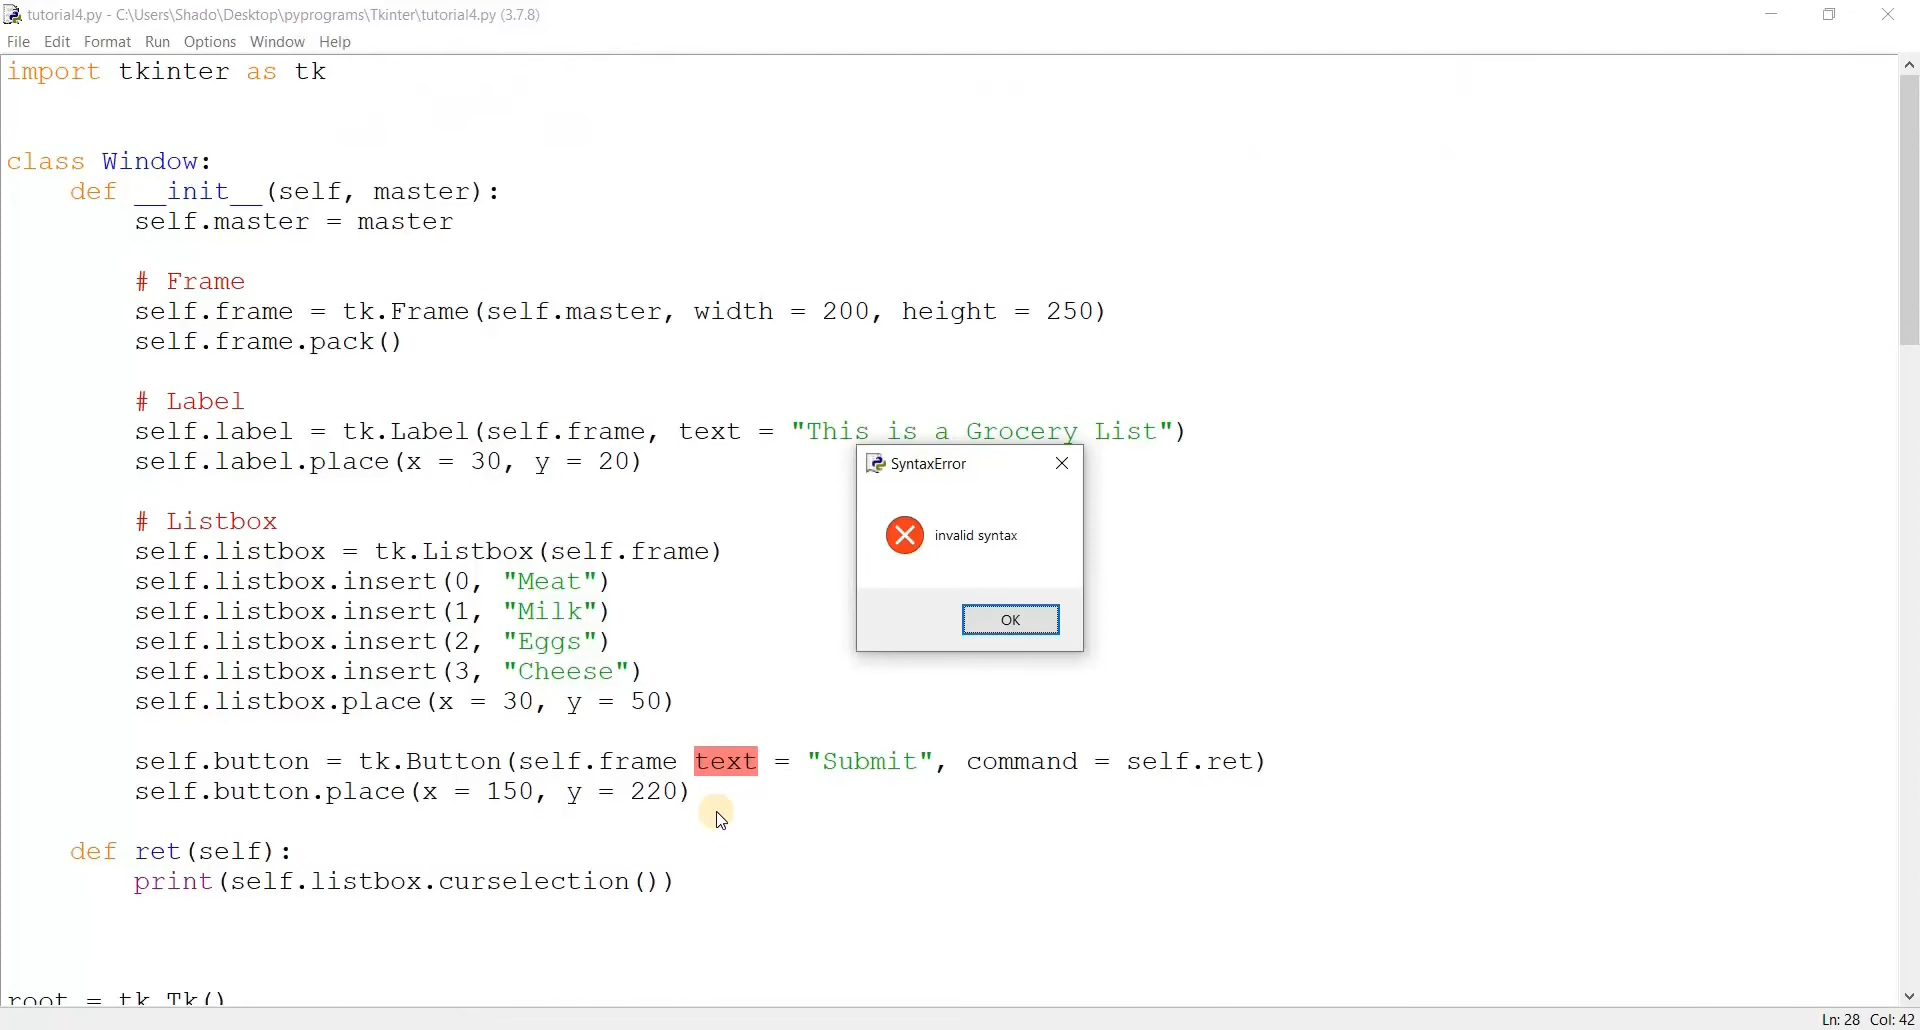 tutorial4.py - C:\Users\Shado\Desktop\pyprograms\Tkinter\tutorial4.py (3.7.8)
File Edit Format Run Options Window Help
import tkinter as tk
class Window:
    def __init__(self, master):
        self.master = master
        # Frame
        self.frame = tk.Frame(self.master, width = 200, height = 250)
        self.frame.pack()
        # Label
        self.label = tk.Label(self.frame, text = "This is a Grocery List")
        self.label.place(x = 30, y = 20)
        # Listbox
        self.listbox = tk.Listbox(self.frame)
        self.listbox.insert(0, "Meat")
        self.listbox.insert(1, "Milk")
        self.listbox.insert(2, "Eggs")
        self.listbox.insert(3, "Cheese")
        self.listbox.place(x = 30, y = 50)
        self.button = tk.Button(self.frame text = "Submit", command = self.ret)
        self.button.place(x = 150, y = 220)
    def ret(self):
        print(self.listbox.curselection())
root = tk.Tk()
SyntaxError
invalid syntax
OK
Ln: 28 Col: 42